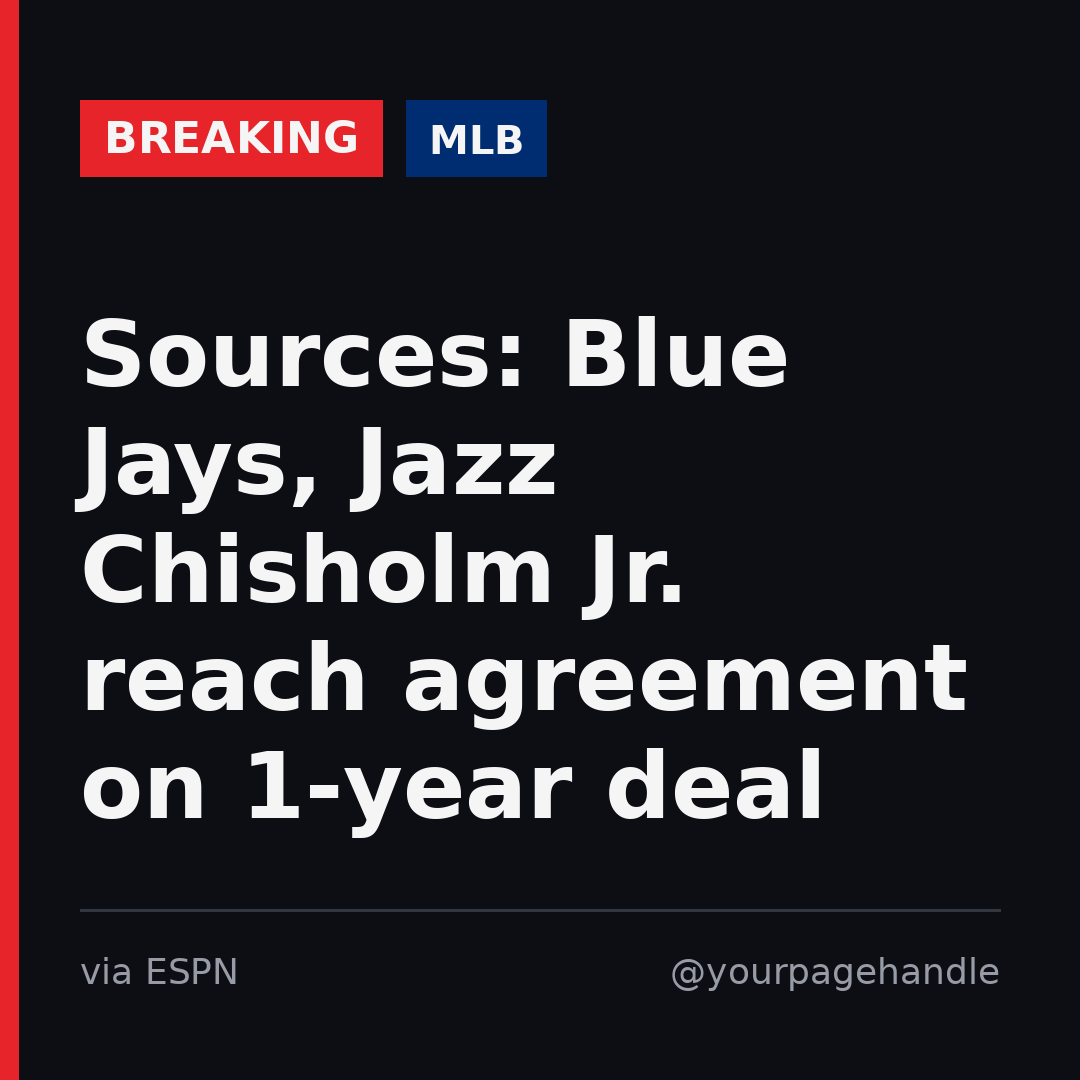 BREAKING MLB
Sources: Blue
Jays, Jazz
Chisholm Jr.
reach agreement
on 1-year deal
via ESPN @yourpagehandle